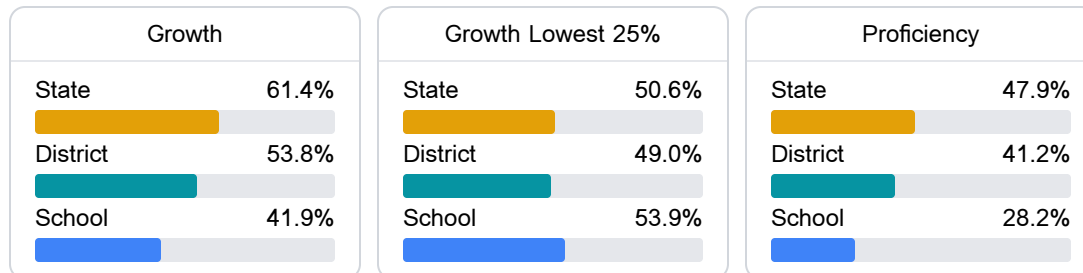 Growth
State 61.4%
District 53.8%
School 41.9%
Growth Lowest 25%
State 50.6%
District 49.0%
School 53.9%
Proficiency
State 47.9%
District 41.2%
School 28.2%